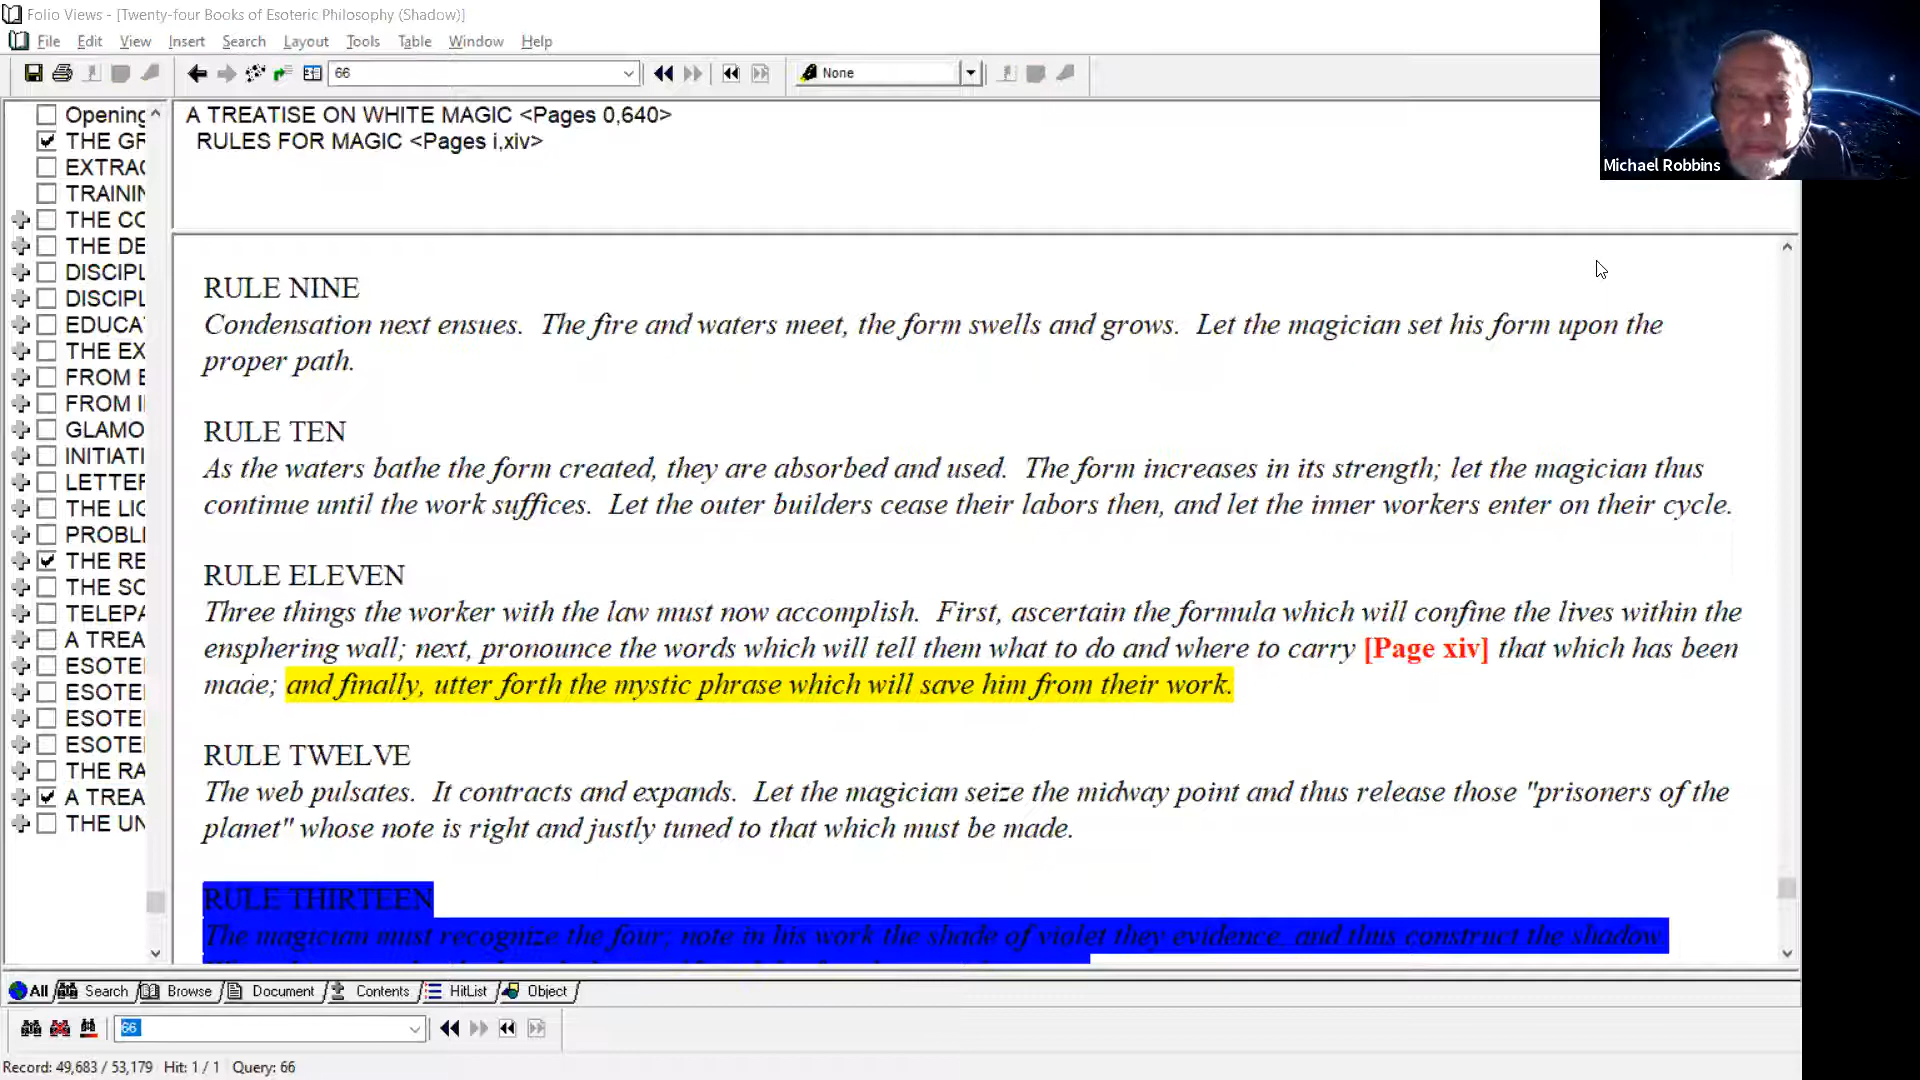 Folio Views - [Twenty-four Books of Esoteric Philosophy (Shadow)]
File Edit View Insert Search Layout Tools Table Window Help
66 None
Opening
THE GR
EXTRAC
TRAININ
THE CO
THE DE
DISCIPL
DISCIPL
EDUCAT
THE EX
FROM B
FROM I
GLAMO
INITIATI
LETTER
THE LIG
PROBL
THE RE
THE SO
TELEPA
A TREA
ESOTE
ESOTE
ESOTE
ESOTE
THE RA
A TREA
THE UN
A TREATISE ON WHITE MAGIC <Pages 0,640>
RULES FOR MAGIC <Pages i,xiv>
Michael Robbins
RULE NINE
Condensation next ensues. The fire and waters meet, the form swells and grows. Let the magician set his form upon the
proper path.
RULE TEN
As the waters bathe the form created, they are absorbed and used. The form increases in its strength; let the magician thus
continue until the work suffices. Let the outer builders cease their labors then, and let the inner workers enter on their cycle.
RULE ELEVEN
Three things the worker with the law must now accomplish. First, ascertain the formula which will confine the lives within the
ensphering wall; next, pronounce the words which will tell them what to do and where to carry [Page xiv] that which has been
made; and finally, utter forth the mystic phrase which will save him from their work.
RULE TWELVE
The web pulsates. It contracts and expands. Let the magician seize the midway point and thus release those "prisoners of the
planet" whose note is right and justly tuned to that which must be made.
RULE THIRTEEN
The magician must recognize the four; note in his work the shade of violet they evidence, and thus construct the shadow.
All Search Browse Document Contents HitList Object
66
Record: 49,683 / 53,179 Hit: 1 / 1 Query: 66